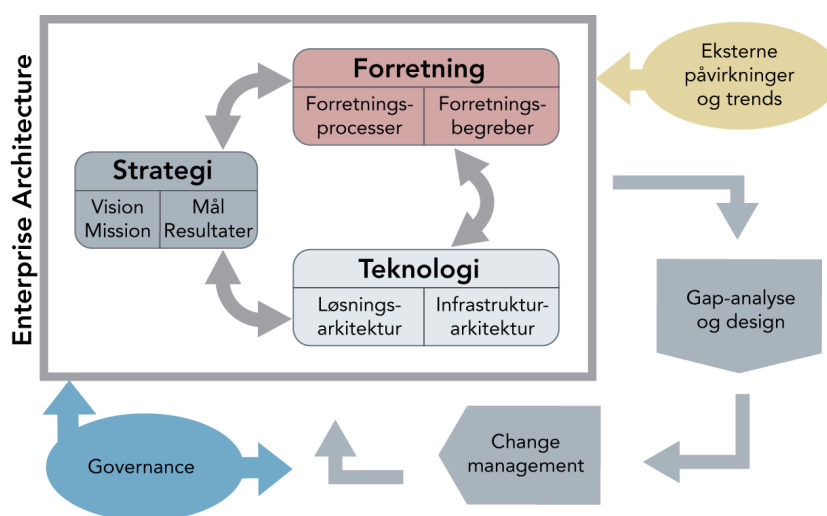 Enterprise Architecture
Forretning
Forretnings-
processer
Forretnings-
begreber
Strategi
Vision
Mission
Mål
Resultater
Teknologi
Løsnings-
arkitektur
Infrastruktur-
arkitektur
Eksterne
påvirkninger
og trends
Gap-analyse
og design
Change
management
Governance